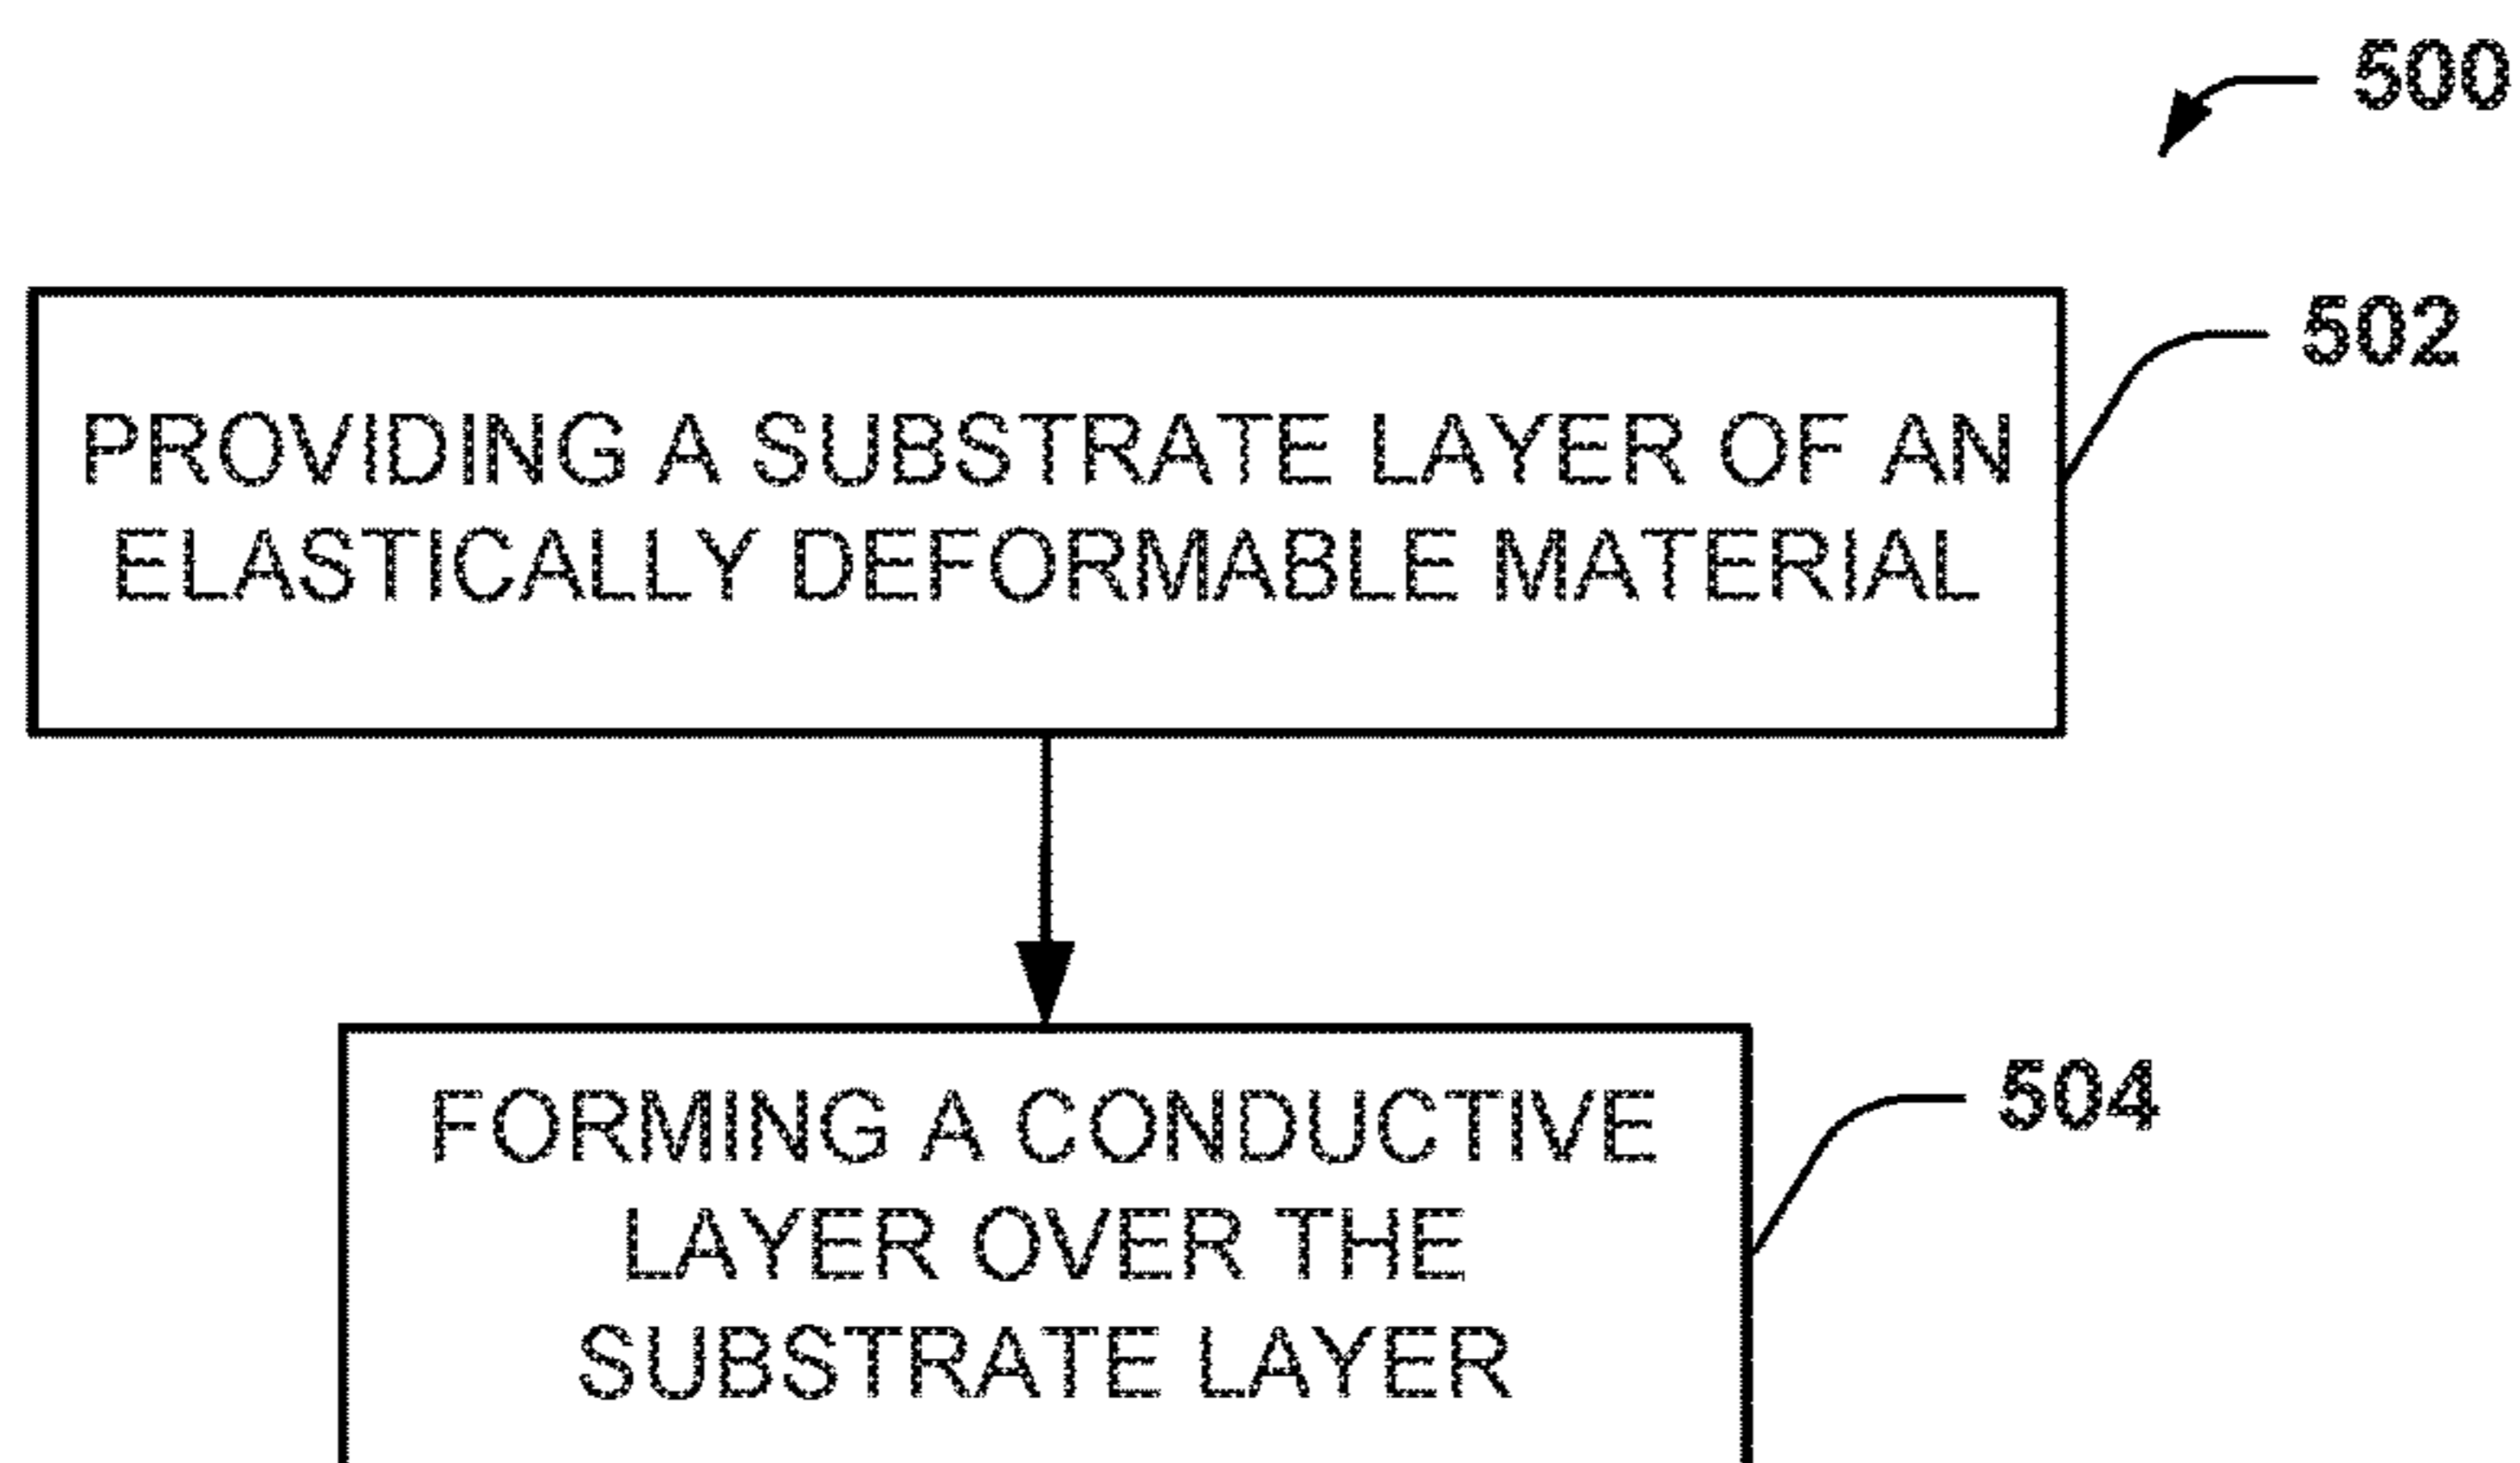 500
502
PROVIDING A SUBSTRATE LAYER OF AN
ELASTICALLY DEFORMABLE MATERIAL
504
FORMING A CONDUCTIVE
LAYER OVER THE
SUBSTRATE LAYER